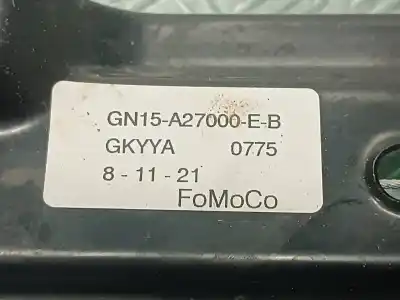 GN15-A27000-E-B
GKYYA 0775
8 - 11 - 21
FoMoCo